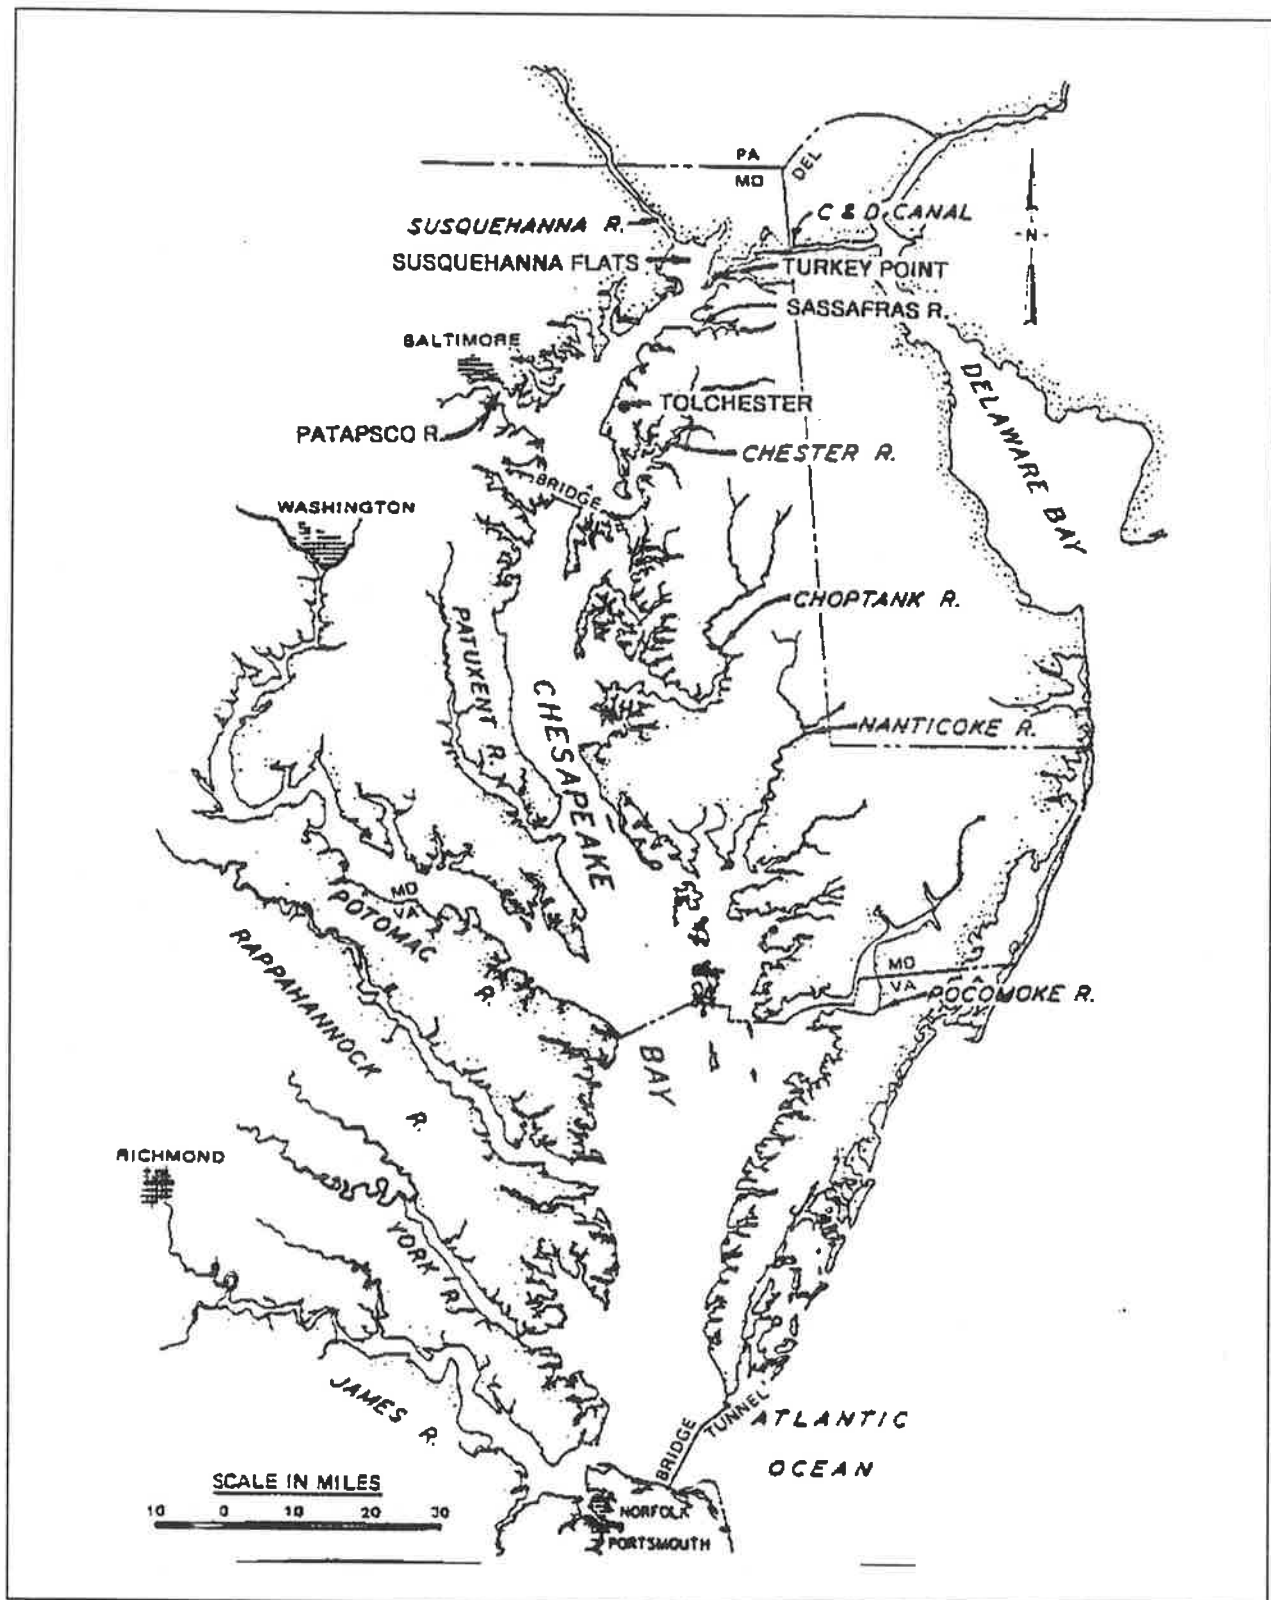 PA
MD
DEL
SUSQUEHANNA R.
C & D CANAL
-N-
SUSQUEHANNA FLATS
TURKEY POINT
SASSAFRAS R.
BALTIMORE
TOLCHESTER
PATAPSCO R.
CHESTER R.
DELAWARE BAY
BRIDGE
WASHINGTON
CHOPTANK R.
PATUXENT R.
CHESAPEAKE
NANTICOKE R.
MD
VA
POTOMAC
R.
RAPPAHANNOCK
R.
MD
VA
POCOMOKE R.
BAY
RICHMOND
YORK R.
JAMES R.
BRIDGE TUNNEL
ATLANTIC
OCEAN
SCALE IN MILES
10 0 10 20 30
NORFOLK
PORTSMOUTH